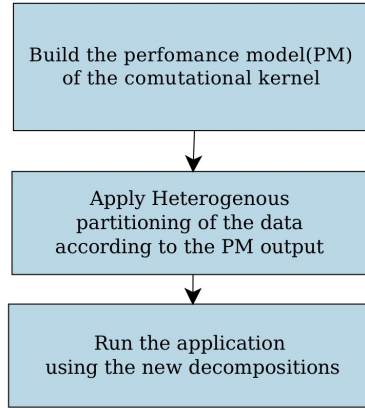 Build the perfomance model(PM)
of the comutational kernel
Apply Heterogenous
partitioning of the data
according to the PM output
Run the application
using the new decompositions